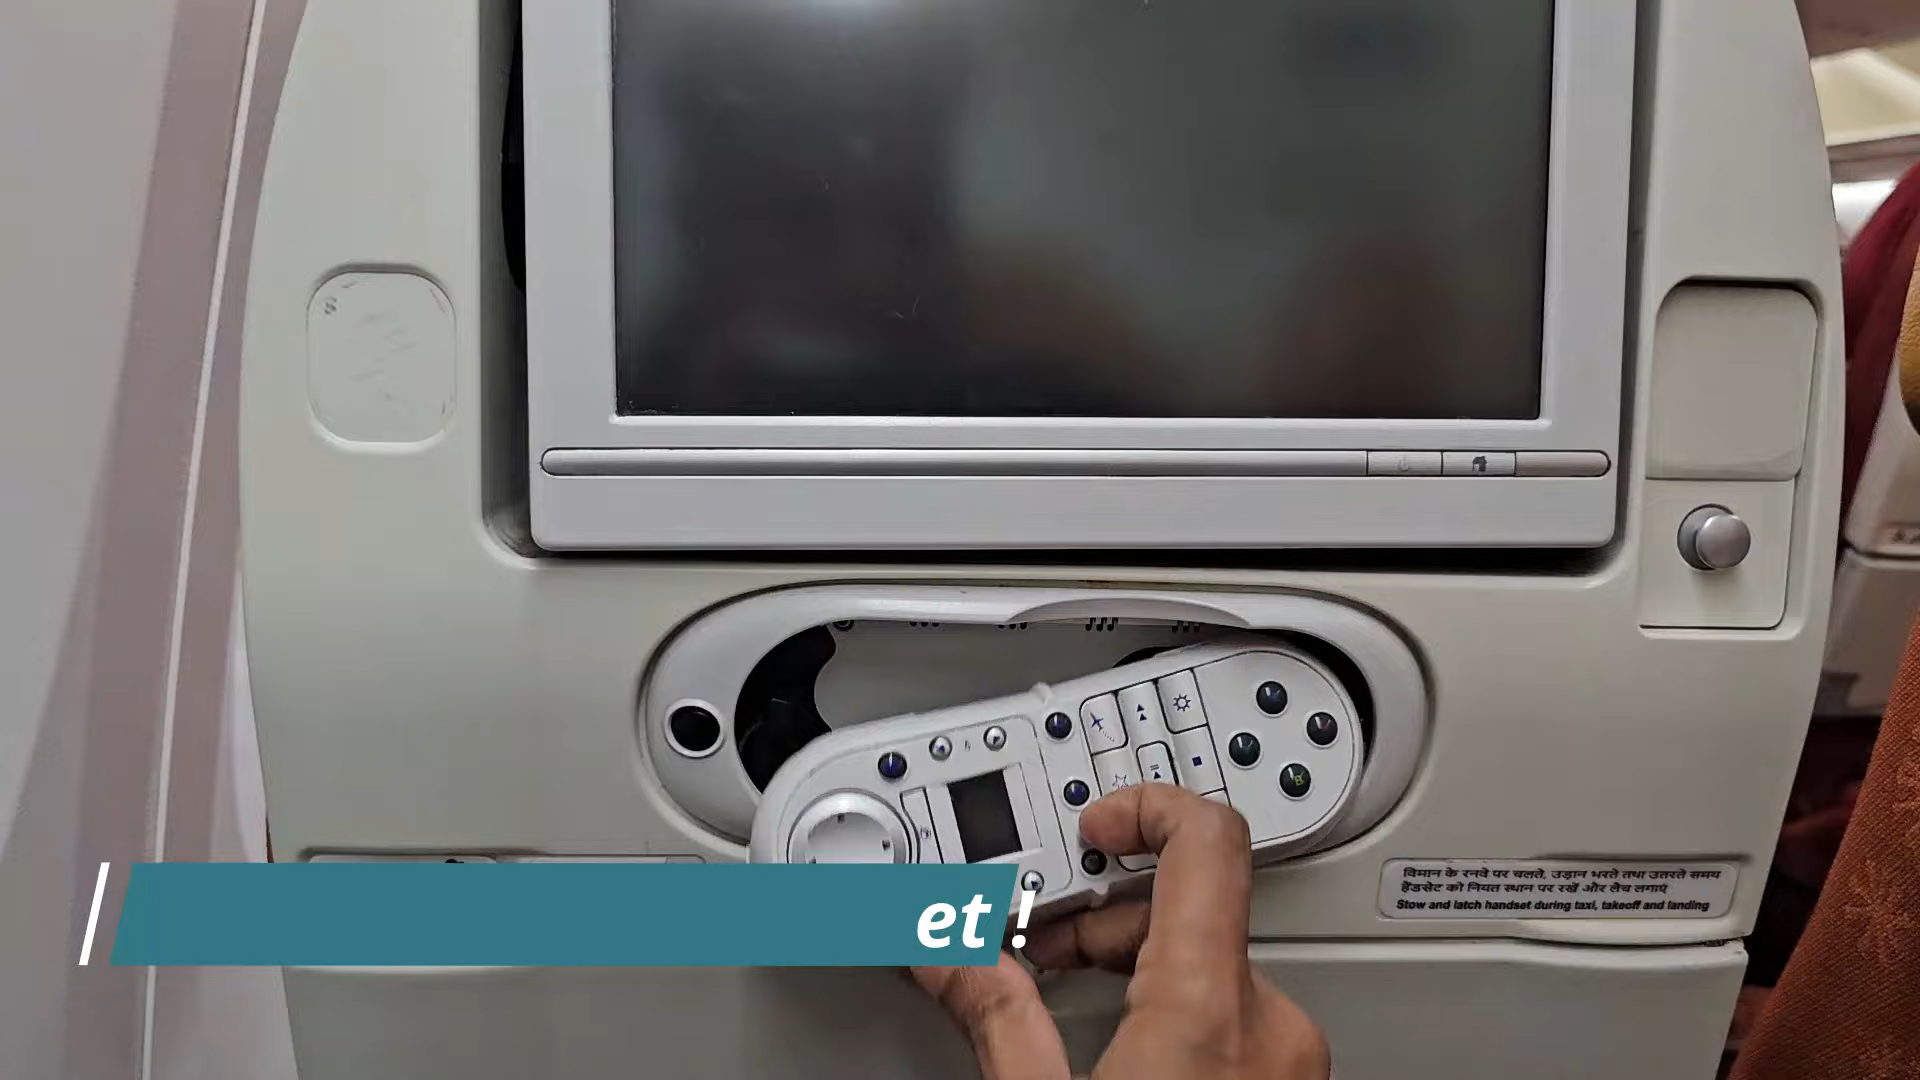 विमान के रनवे पर चलते, उड़ान भरते तथा उतरते समय
हैंडसेट को नियत स्थान पर रखें और लैच लगाएं
Stow and latch handset during taxi, takeoff and landing
et !